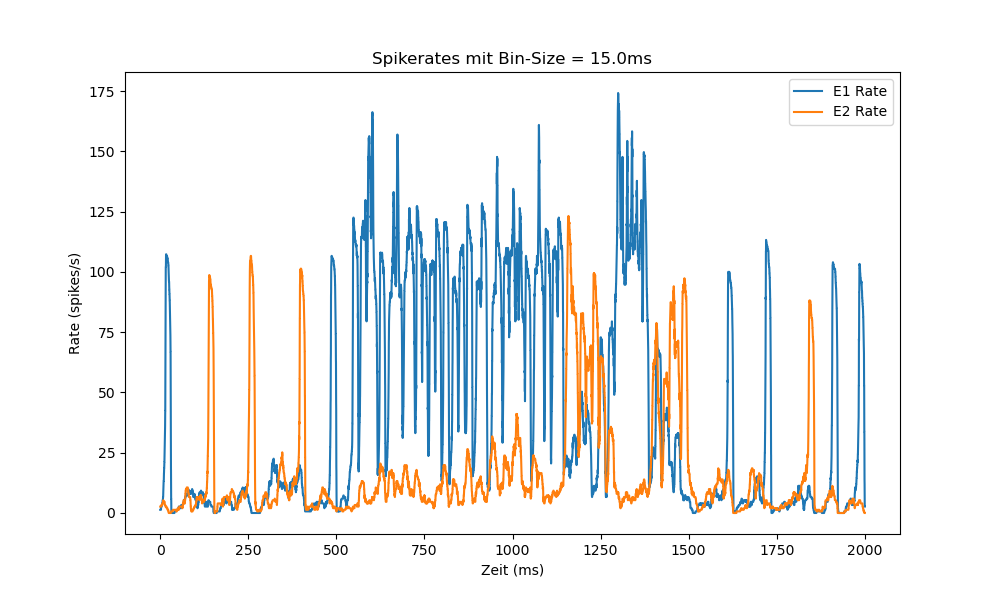 Spikerates mit Bin-Size = 15.0ms
E1 Rate
E2 Rate
175
150
125
100
75
50
25
0
Rate (spikes/s)
0 250 500 750 1000 1250 1500 1750 2000
Zeit (ms)